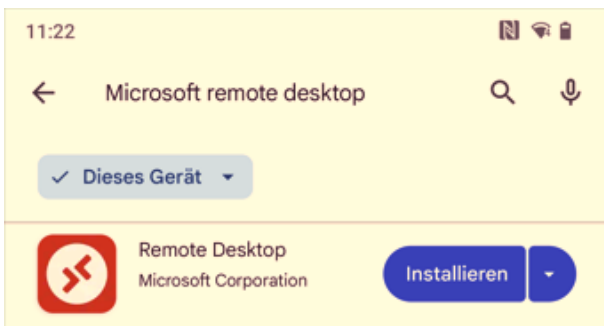 11:22
Microsoft remote desktop
Dieses Gerät
Remote Desktop
Microsoft Corporation
Installieren